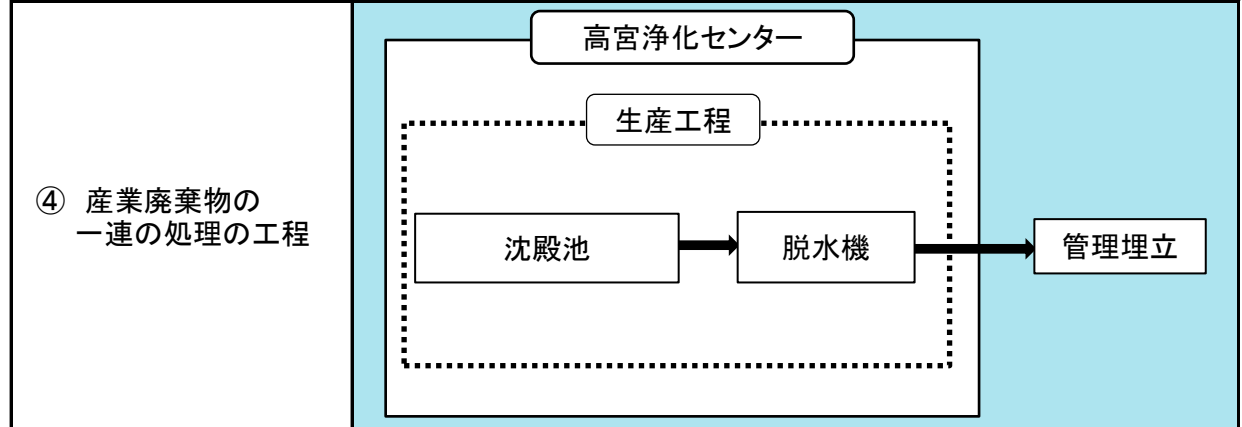 ④ 産業廃棄物の
一連の処理の工程
高宮浄化センター
生産工程
沈殿池
脱水機
管理埋立